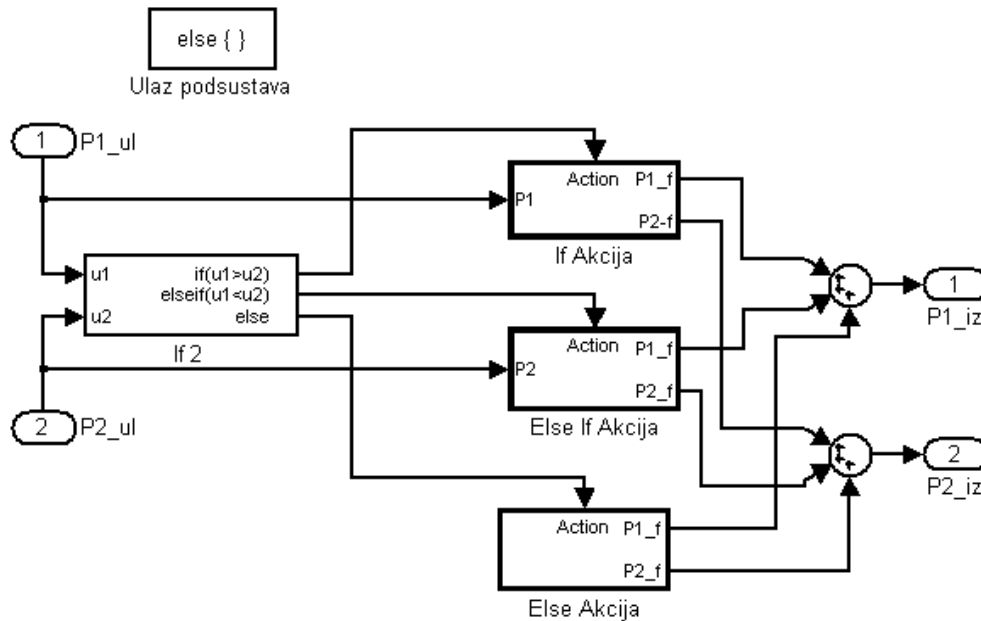 else { }
Ulaz podsustava
1
P1_ul
Action
P1_f
P1
P2-f
If Akcija
u1
if(u1>u2)
elseif(u1<u2)
u2
else
If 2
1
P1_iz
Action
P1_f
P2
P2_f
Else If Akcija
2
P2_ul
2
P2_iz
Action
P1_f
P2_f
Else Akcija